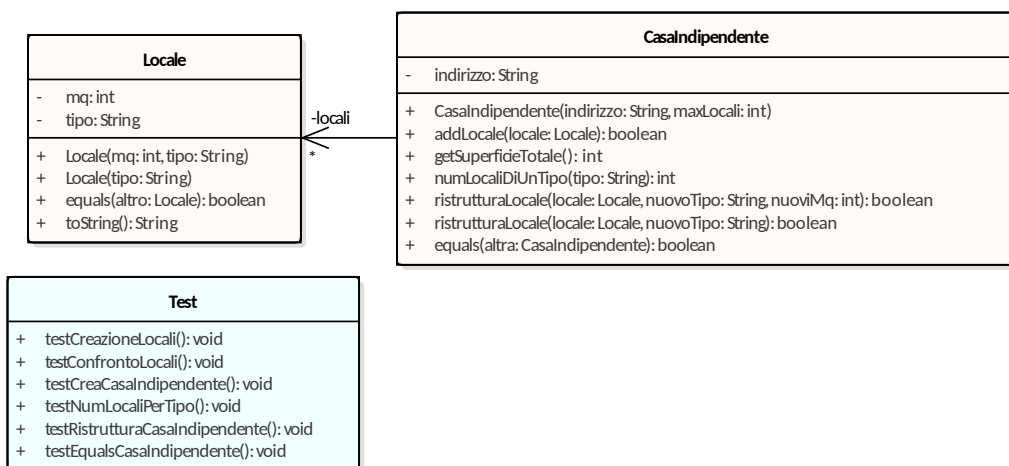 Locale
- mq: int
- tipo: String
+ Locale(mq: int, tipo: String)
+ Locale(tipo: String)
+ equals(altro: Locale): boolean
+ toString(): String
-locali
*
CasaIndipendente
- indirizzo: String
+ CasaIndipendente(indirizzo: String, maxLocali: int)
+ addLocale(locale: Locale): boolean
+ getSuperficieTotale(): int
+ numLocaliDiUnTipo(tipo: String): int
+ ristrutturaLocale(locale: Locale, nuovoTipo: String, nuoviMq: int): boolean
+ ristrutturaLocale(locale: Locale, nuovoTipo: String): boolean
+ equals(altra: CasaIndipendente): boolean
Test
+ testCreazioneLocali(): void
+ testConfrontoLocali(): void
+ testCreaCasaIndipendente(): void
+ testNumLocaliPerTipo(): void
+ testRistrutturaCasaIndipendente(): void
+ testEqualsCasaIndipendente(): void